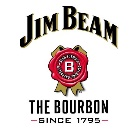 JIM BEAM
B
THE BOURBON
SINCE 1795